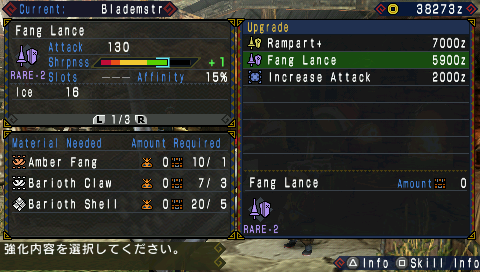 Current: Blademstr
38273z
Fang Lance
Attack 130
Shrpnss +1
RARE-2 Slots --- Affinity 15%
Ice 16
L 1/3 R
Material Needed Amount Required
Amber Fang 0 10/ 1
Barioth Claw 0 7/ 3
Barioth Shell 0 20/ 5
Upgrade
Rampart+ 7000z
Fang Lance 5900z
Increase Attack 2000z
Fang Lance Amount 0
RARE-2
強化内容を選択してください。
Info Skill Info